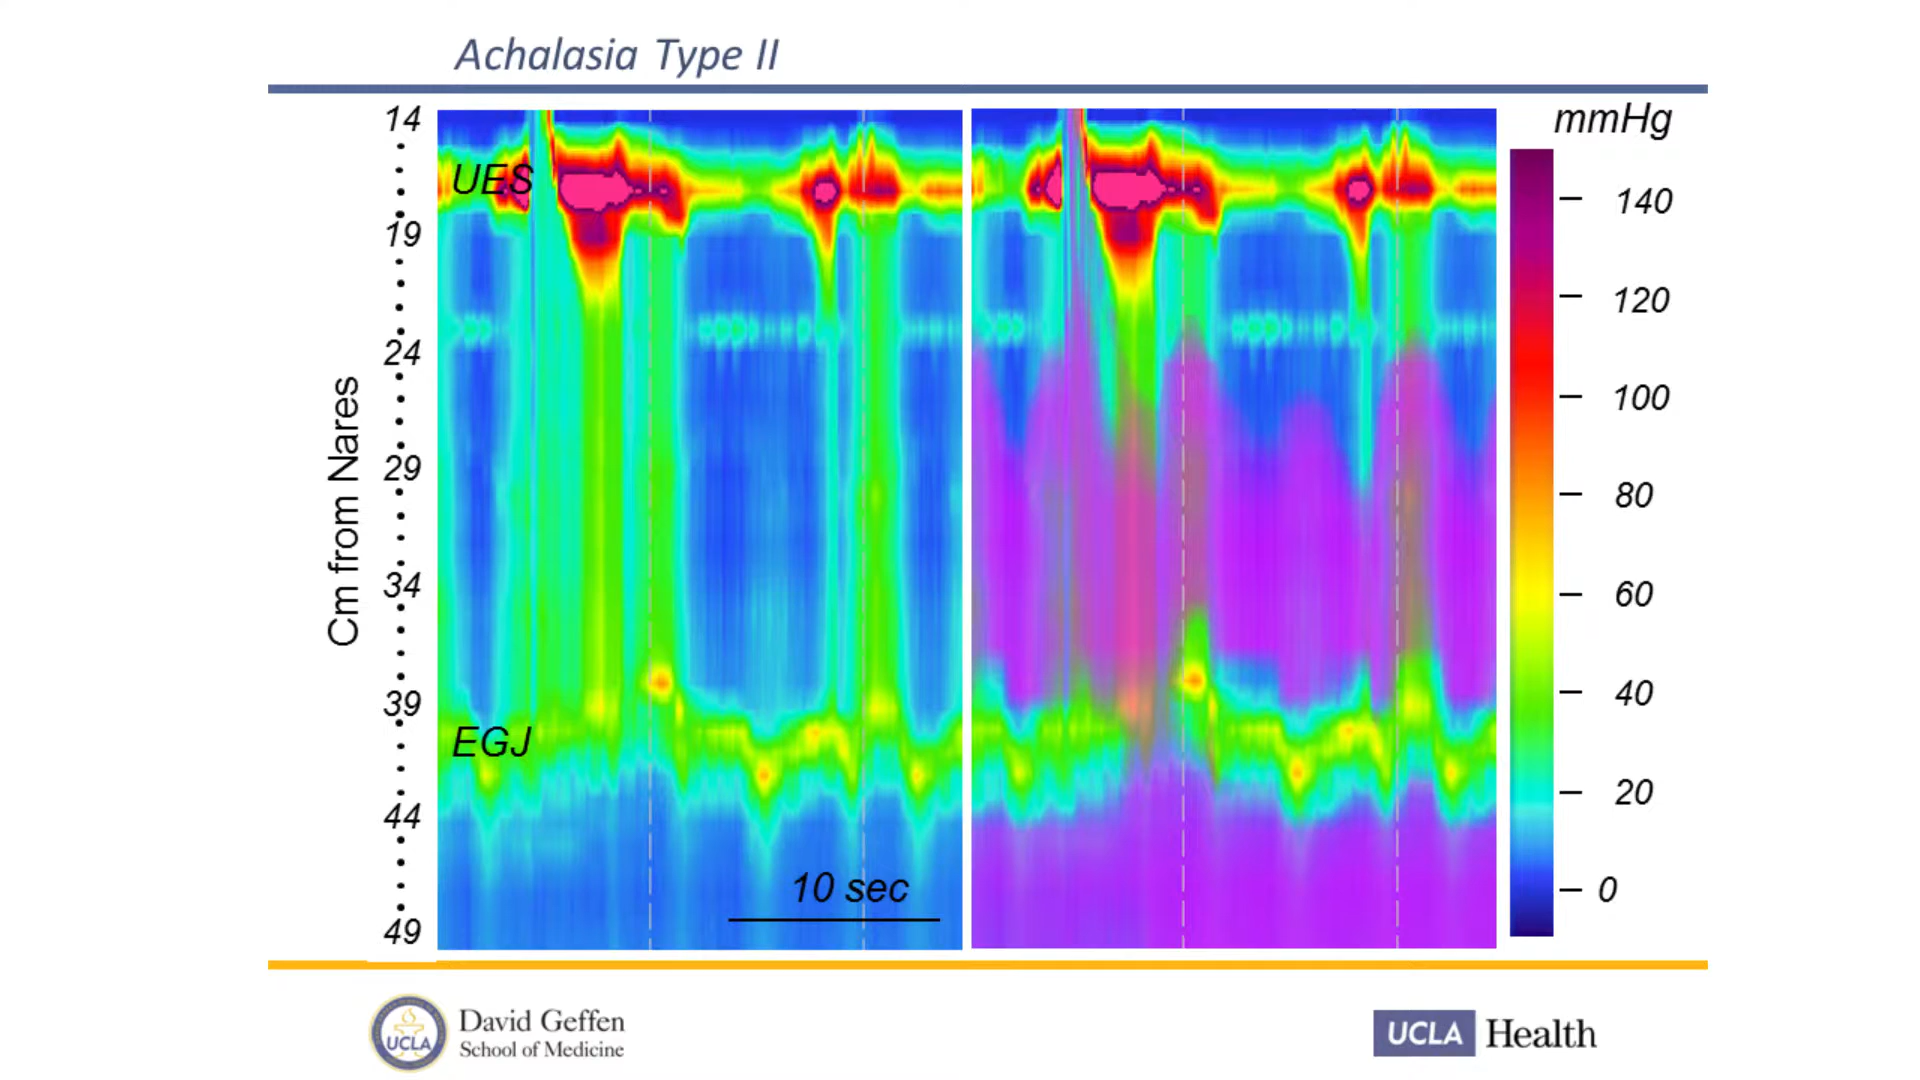 Achalasia Type II
mmHg
Cm from Nares
14
19
24
29
34
39
44
49
UES
EGJ
10 sec
140
120
100
80
60
40
20
0
UCLA
David Geffen
School of Medicine
UCLA Health